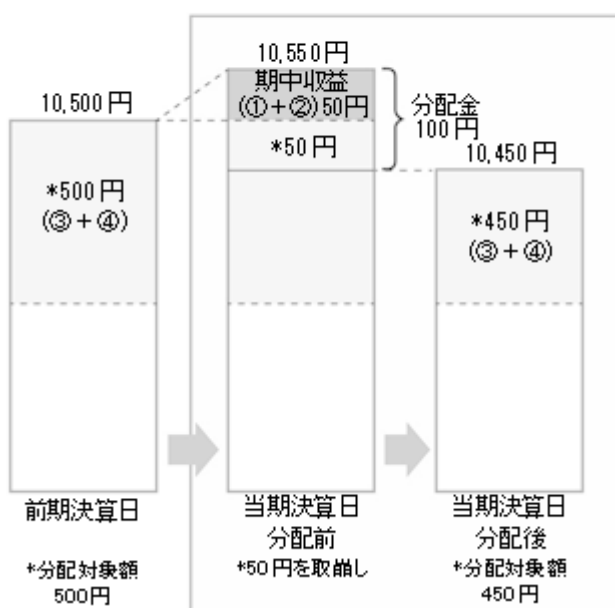 10,500円
*500円
(③+④)
前期決算日
*分配対象額
500円
10,550円
期中収益
(①+②)50円
*50円
分配金
100円
当期決算日
分配前
*50円を取崩し
10,450円
*450円
(③+④)
当期決算日
分配後
*分配対象額
450円